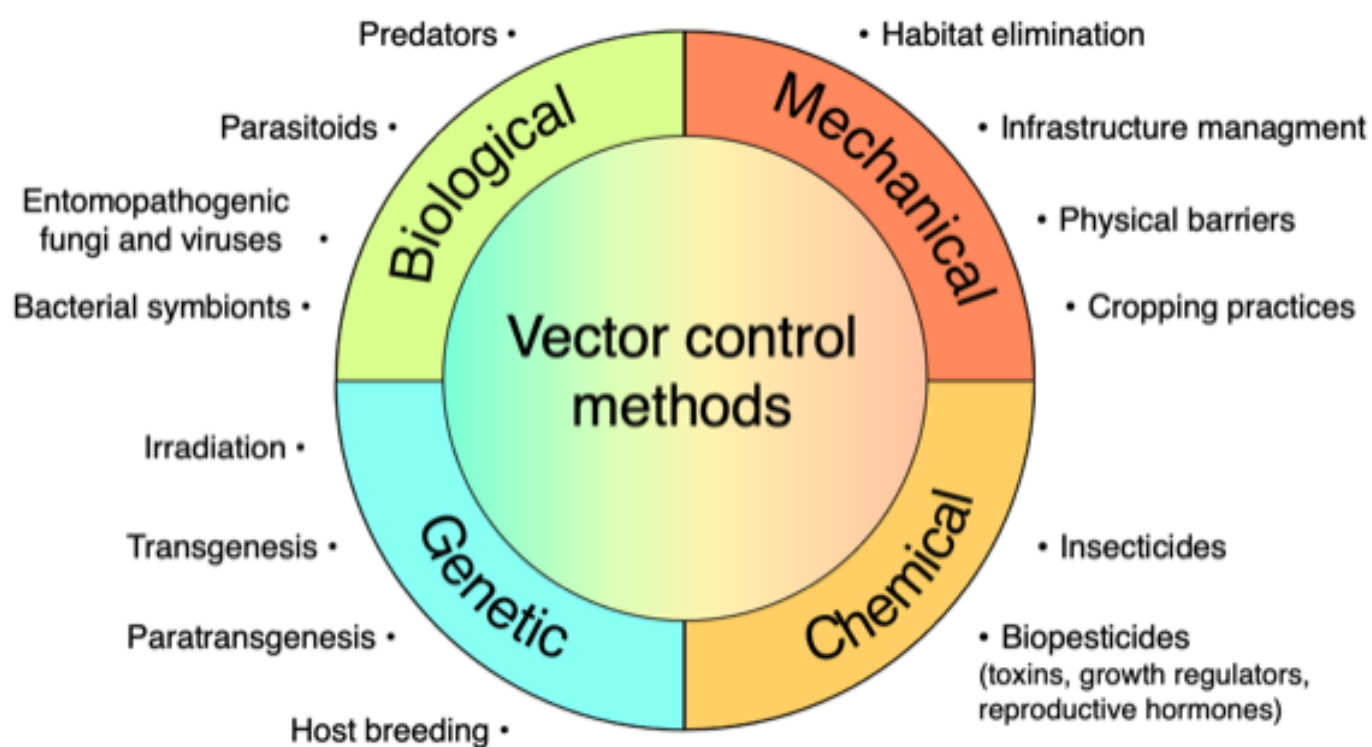 Predators •
• Habitat elimination
Parasitoids •
• Infrastructure managment
Entomopathogenic
fungi and viruses •
• Physical barriers
Bacterial symbionts •
• Cropping practices
Biological
Mechanical
Vector control
methods
Irradiation •
Transgenesis •
• Insecticides
Genetic
Chemical
Paratransgenesis •
• Biopesticides
(toxins, growth regulators,
reproductive hormones)
Host breeding •